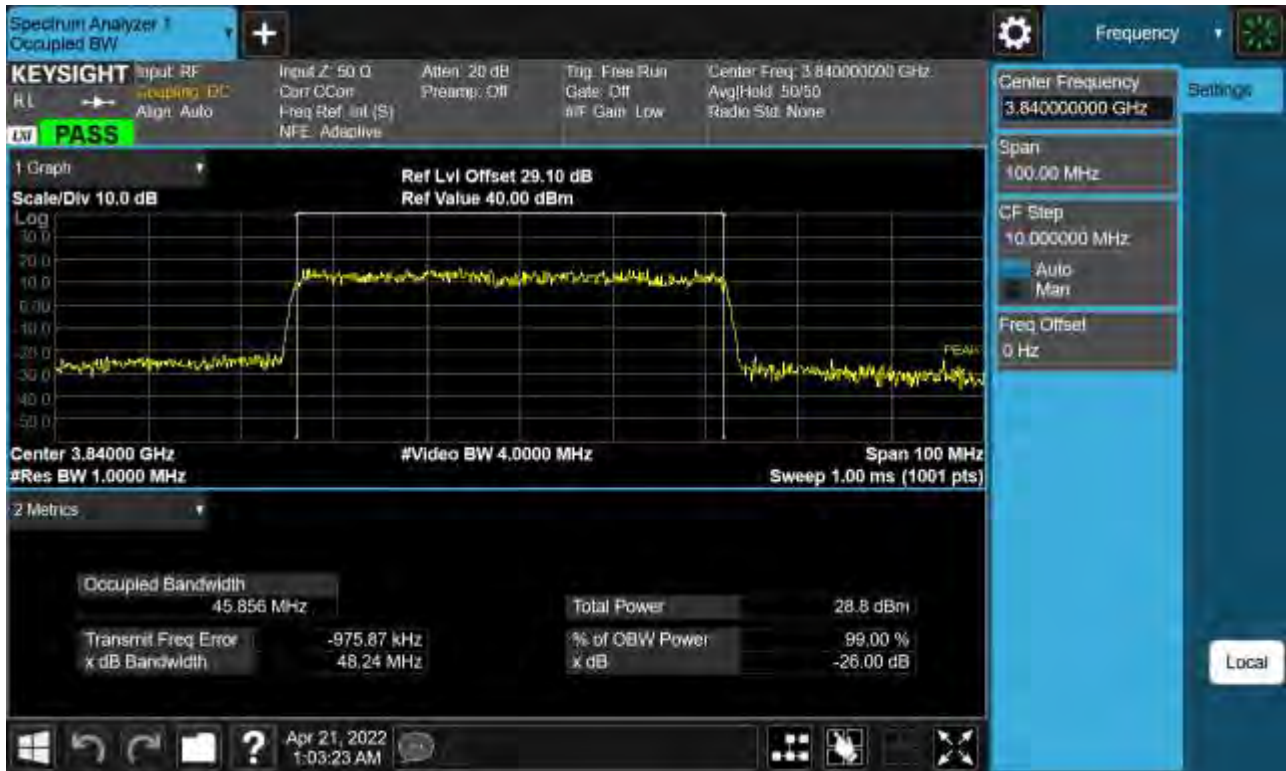 Spectrum Analyzer 1
Occupied BW
Frequency
KEYSIGHT
Input: RF
Coupling: DC
Align: Auto
Input Z: 50 Ω
Corr CCorr
Freq Ref: Int (S)
NFE: Adaptive
Atten: 20 dB
Preamp: Off
Trig: Free Run
Gate: Off
#IF Gain: Low
Center Freq: 3.840000000 GHz
Avg|Hold: 50/50
Radio Std: None
R L
LXI
PASS
Center Frequency
3.840000000 GHz
Settings
Span
100.00 MHz
CF Step
10.000000 MHz
Auto
Man
Freq Offset
0 Hz
1 Graph
Ref Lvl Offset 29.10 dB
Scale/Div 10.0 dB
Ref Value 40.00 dBm
Log
30.0
20.0
10.0
0.00
-10.0
-20.0
-30.0
-40.0
-50.0
PEAK
Center 3.84000 GHz
#Video BW 4.0000 MHz
Span 100 MHz
#Res BW 1.0000 MHz
Sweep 1.00 ms (1001 pts)
2 Metrics
Occupied Bandwidth
45.856 MHz
Total Power 28.8 dBm
Transmit Freq Error -975.87 kHz
% of OBW Power 99.00 %
x dB Bandwidth 48.24 MHz
x dB -26.00 dB
Local
?
Apr 21, 2022
1:03:23 AM